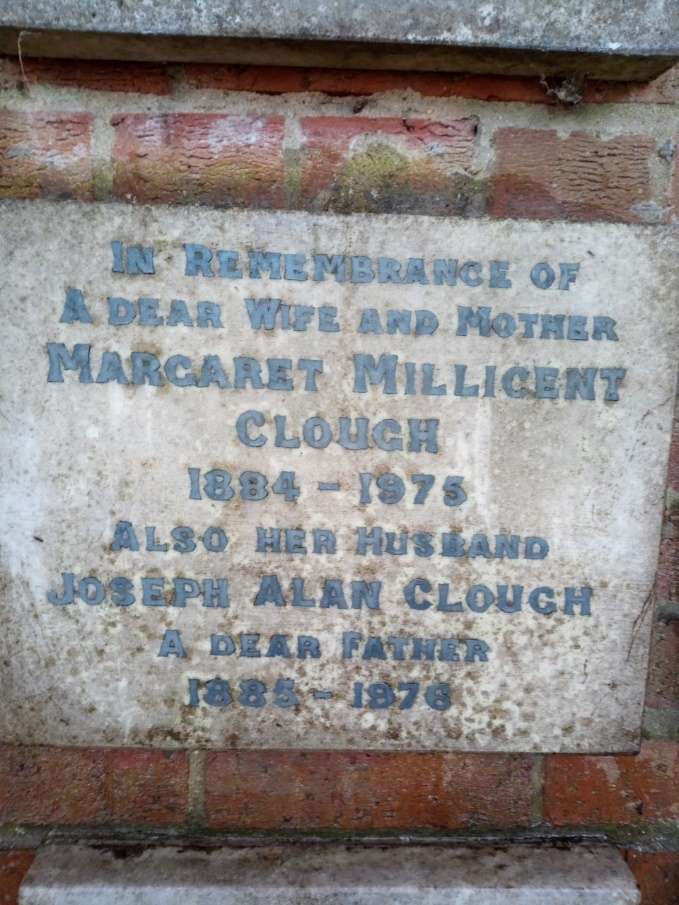 In Remembrance of
A dear Wife and Mother
Margaret Millicent
Clough
1884 - 1975
Also her Husband
Joseph Alan Clough
A dear Father
1885 - 1976